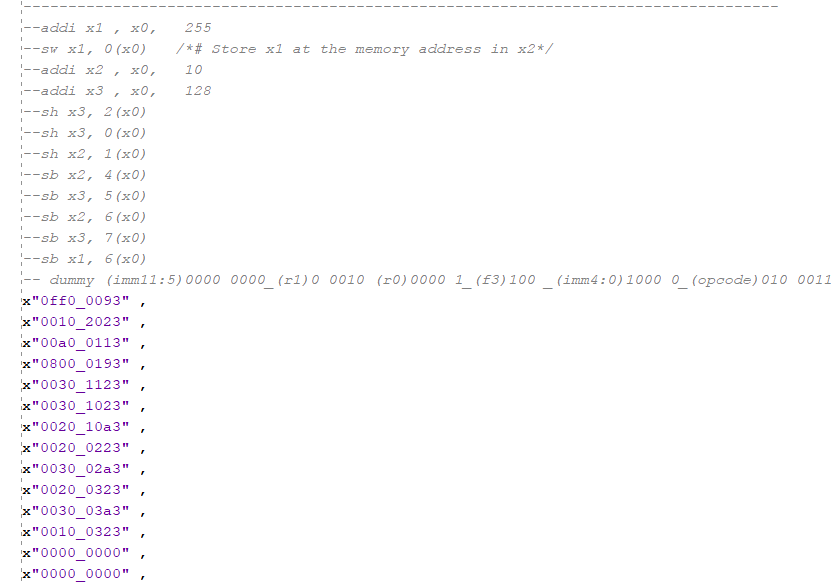 ------------------------------------------------------------------------------------
--addi x1 , x0,   255
--sw x1, 0(x0)   /*# Store x1 at the memory address in x2*/
--addi x2 , x0,   10
--addi x3 , x0,   128
--sh x3, 2(x0)
--sh x3, 0(x0)
--sh x2, 1(x0)
--sb x2, 4(x0)
--sb x3, 5(x0)
--sb x2, 6(x0)
--sb x3, 7(x0)
--sb x1, 6(x0)
-- dummy (imm11:5)0000 0000_(r1)0 0010 (r0)0000 1_(f3)100 _(imm4:0)1000 0_(opcode)010 0011
x"0ff0_0093" ,
x"0010_2023" ,
x"00a0_0113" ,
x"0800_0193" ,
x"0030_1123" ,
x"0030_1023" ,
x"0020_10a3" ,
x"0020_0223" ,
x"0030_02a3" ,
x"0020_0323" ,
x"0030_03a3" ,
x"0010_0323" ,
x"0000_0000" ,
x"0000_0000" ,